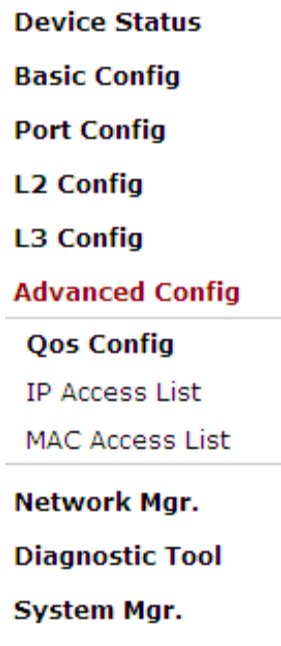 Device Status
Basic Config
Port Config
L2 Config
L3 Config
Advanced Config
Qos Config
IP Access List
MAC Access List
Network Mgr.
Diagnostic Tool
System Mgr.